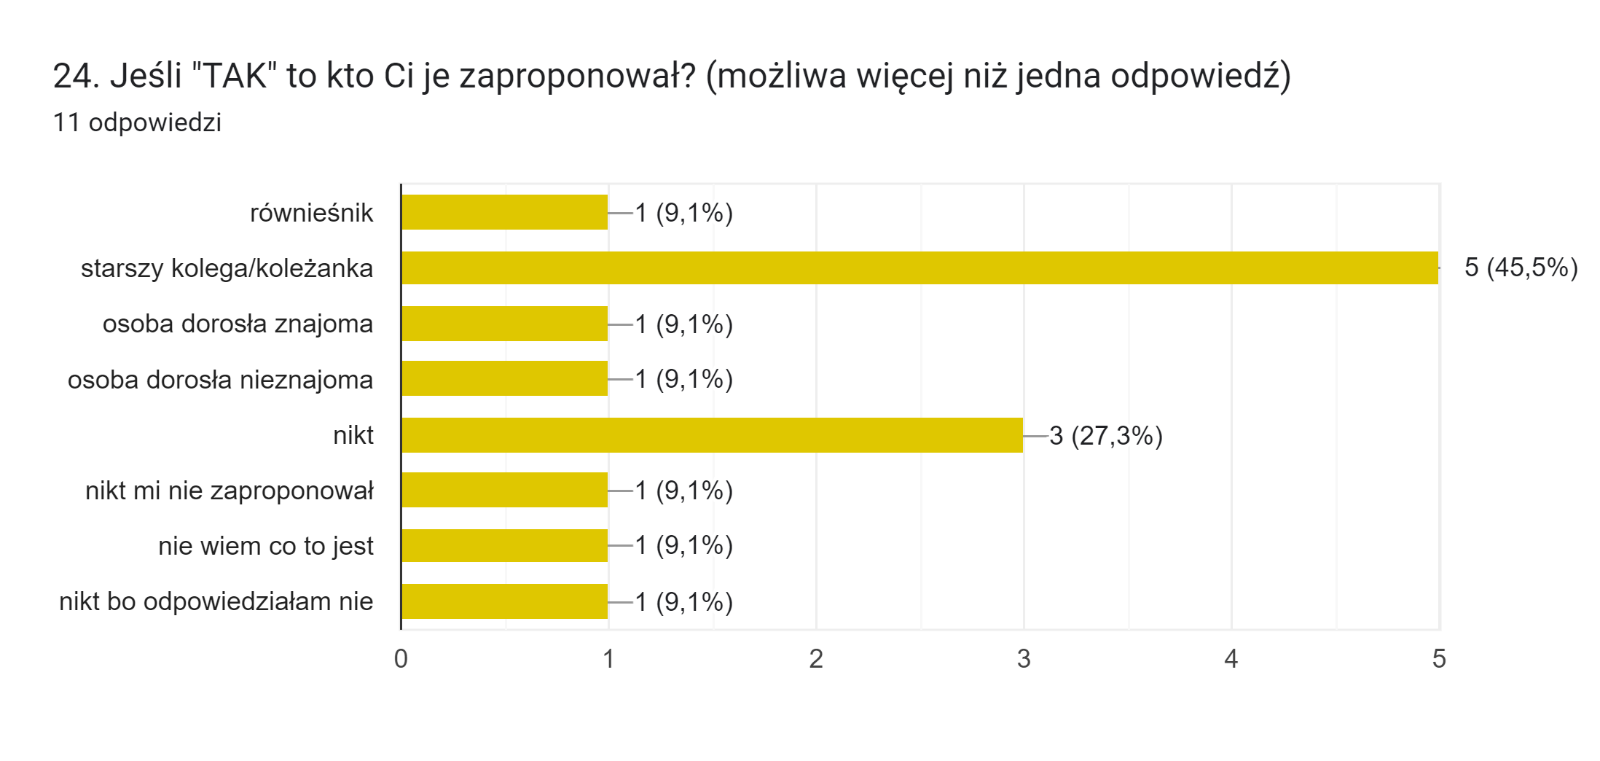 24. Jeśli "TAK" to kto Ci je zaproponował? (możliwa więcej niż jedna odpowiedź)
11 odpowiedzi
równieśnik
1 (9,1%)
starszy kolega/koleżanka
5 (45,5%)
osoba dorosła znajoma
1 (9,1%)
osoba dorosła nieznajoma
1 (9,1%)
nikt
3 (27,3%)
nikt mi nie zaproponował
1 (9,1%)
nie wiem co to jest
1 (9,1%)
nikt bo odpowiedziałam nie
1 (9,1%)
0 1 2 3 4 5